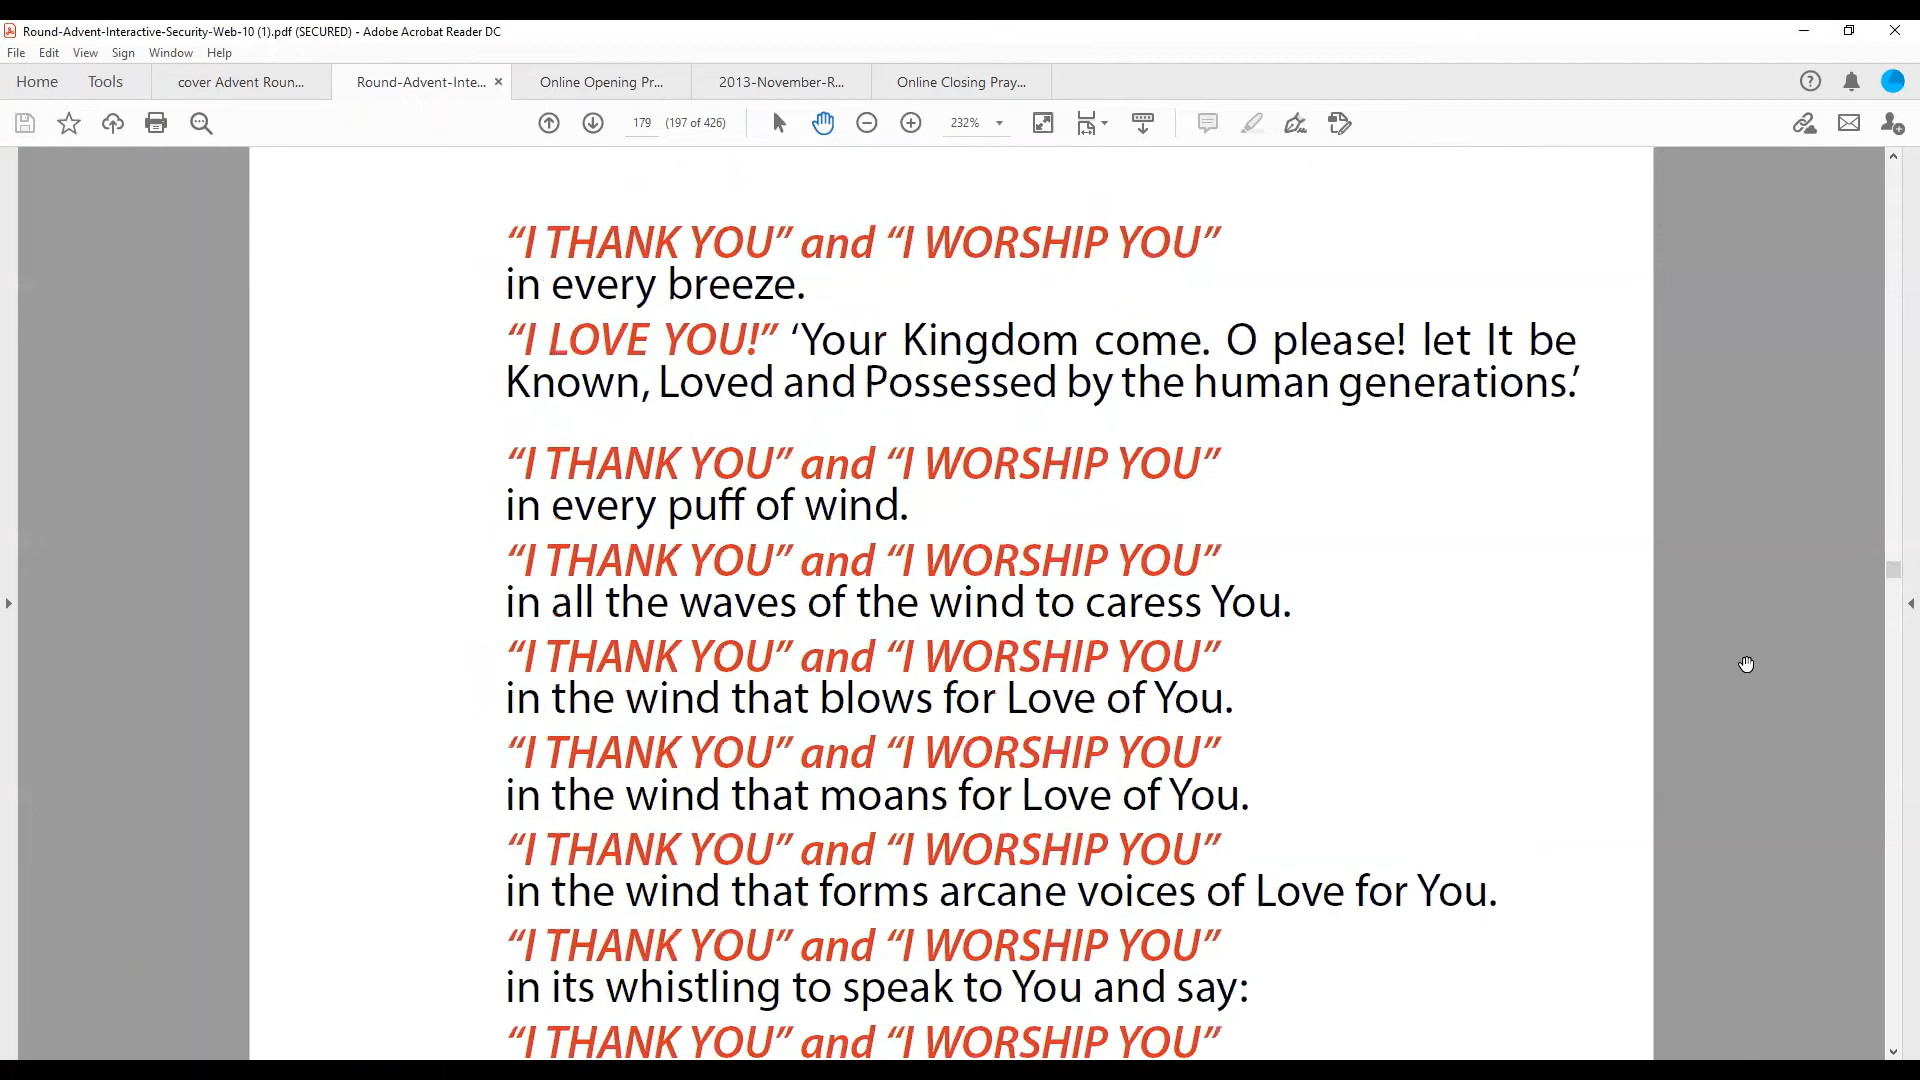 Round-Advent-Interactive-Security-Web-10 (1).pdf (SECURED) - Adobe Acrobat Reader DC
File Edit View Sign Window Help
Home Tools cover Advent Roun... Round-Advent-Inte... × Online Opening Pr... 2013-November-R... Online Closing Pray...
179 (197 of 426) 232%
“I THANK YOU” and “I WORSHIP YOU”
in every breeze.
“I LOVE YOU!” ‘Your Kingdom come. O please! let It be
Known, Loved and Possessed by the human generations.’
“I THANK YOU” and “I WORSHIP YOU”
in every puff of wind.
“I THANK YOU” and “I WORSHIP YOU”
in all the waves of the wind to caress You.
“I THANK YOU” and “I WORSHIP YOU”
in the wind that blows for Love of You.
“I THANK YOU” and “I WORSHIP YOU”
in the wind that moans for Love of You.
“I THANK YOU” and “I WORSHIP YOU”
in the wind that forms arcane voices of Love for You.
“I THANK YOU” and “I WORSHIP YOU”
in its whistling to speak to You and say:
“I THANK YOU” and “I WORSHIP YOU”